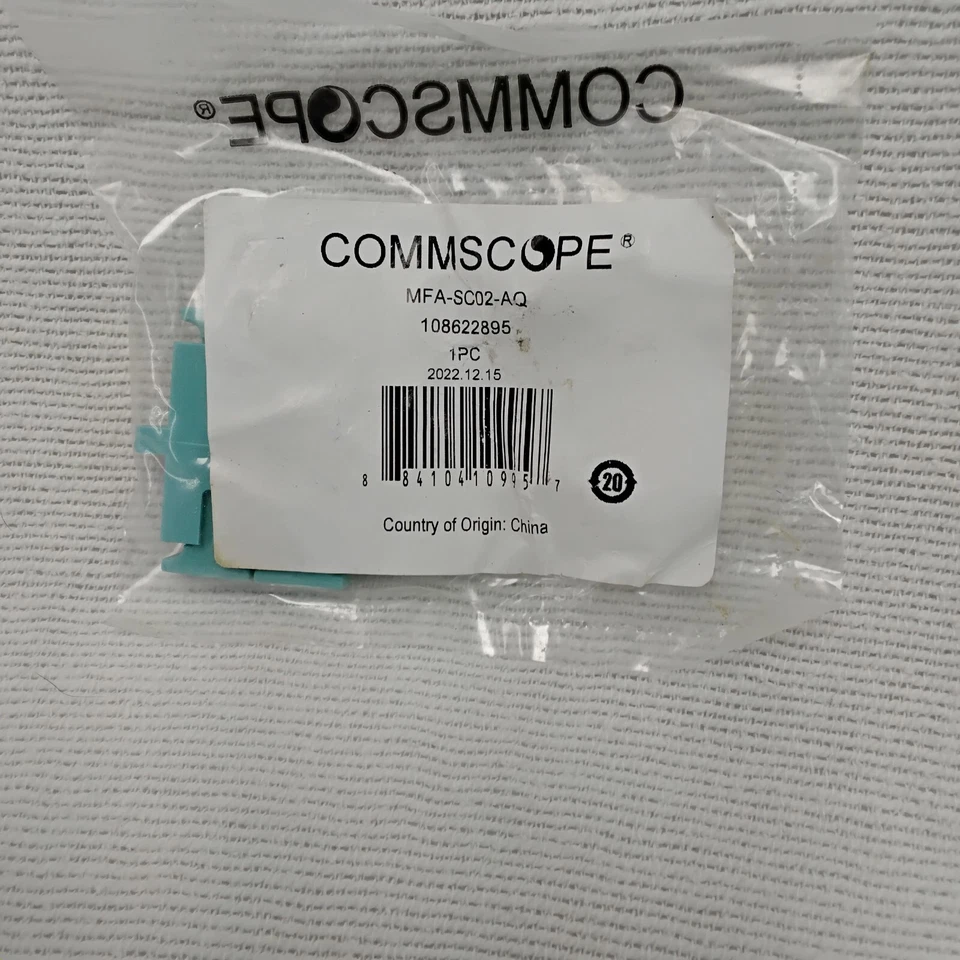 COMMSCOPE®
COMMSCOPE®
MFA-SC02-AQ
108622895
1PC
2022.12.15
8 84104 10995 7
20
Country of Origin: China